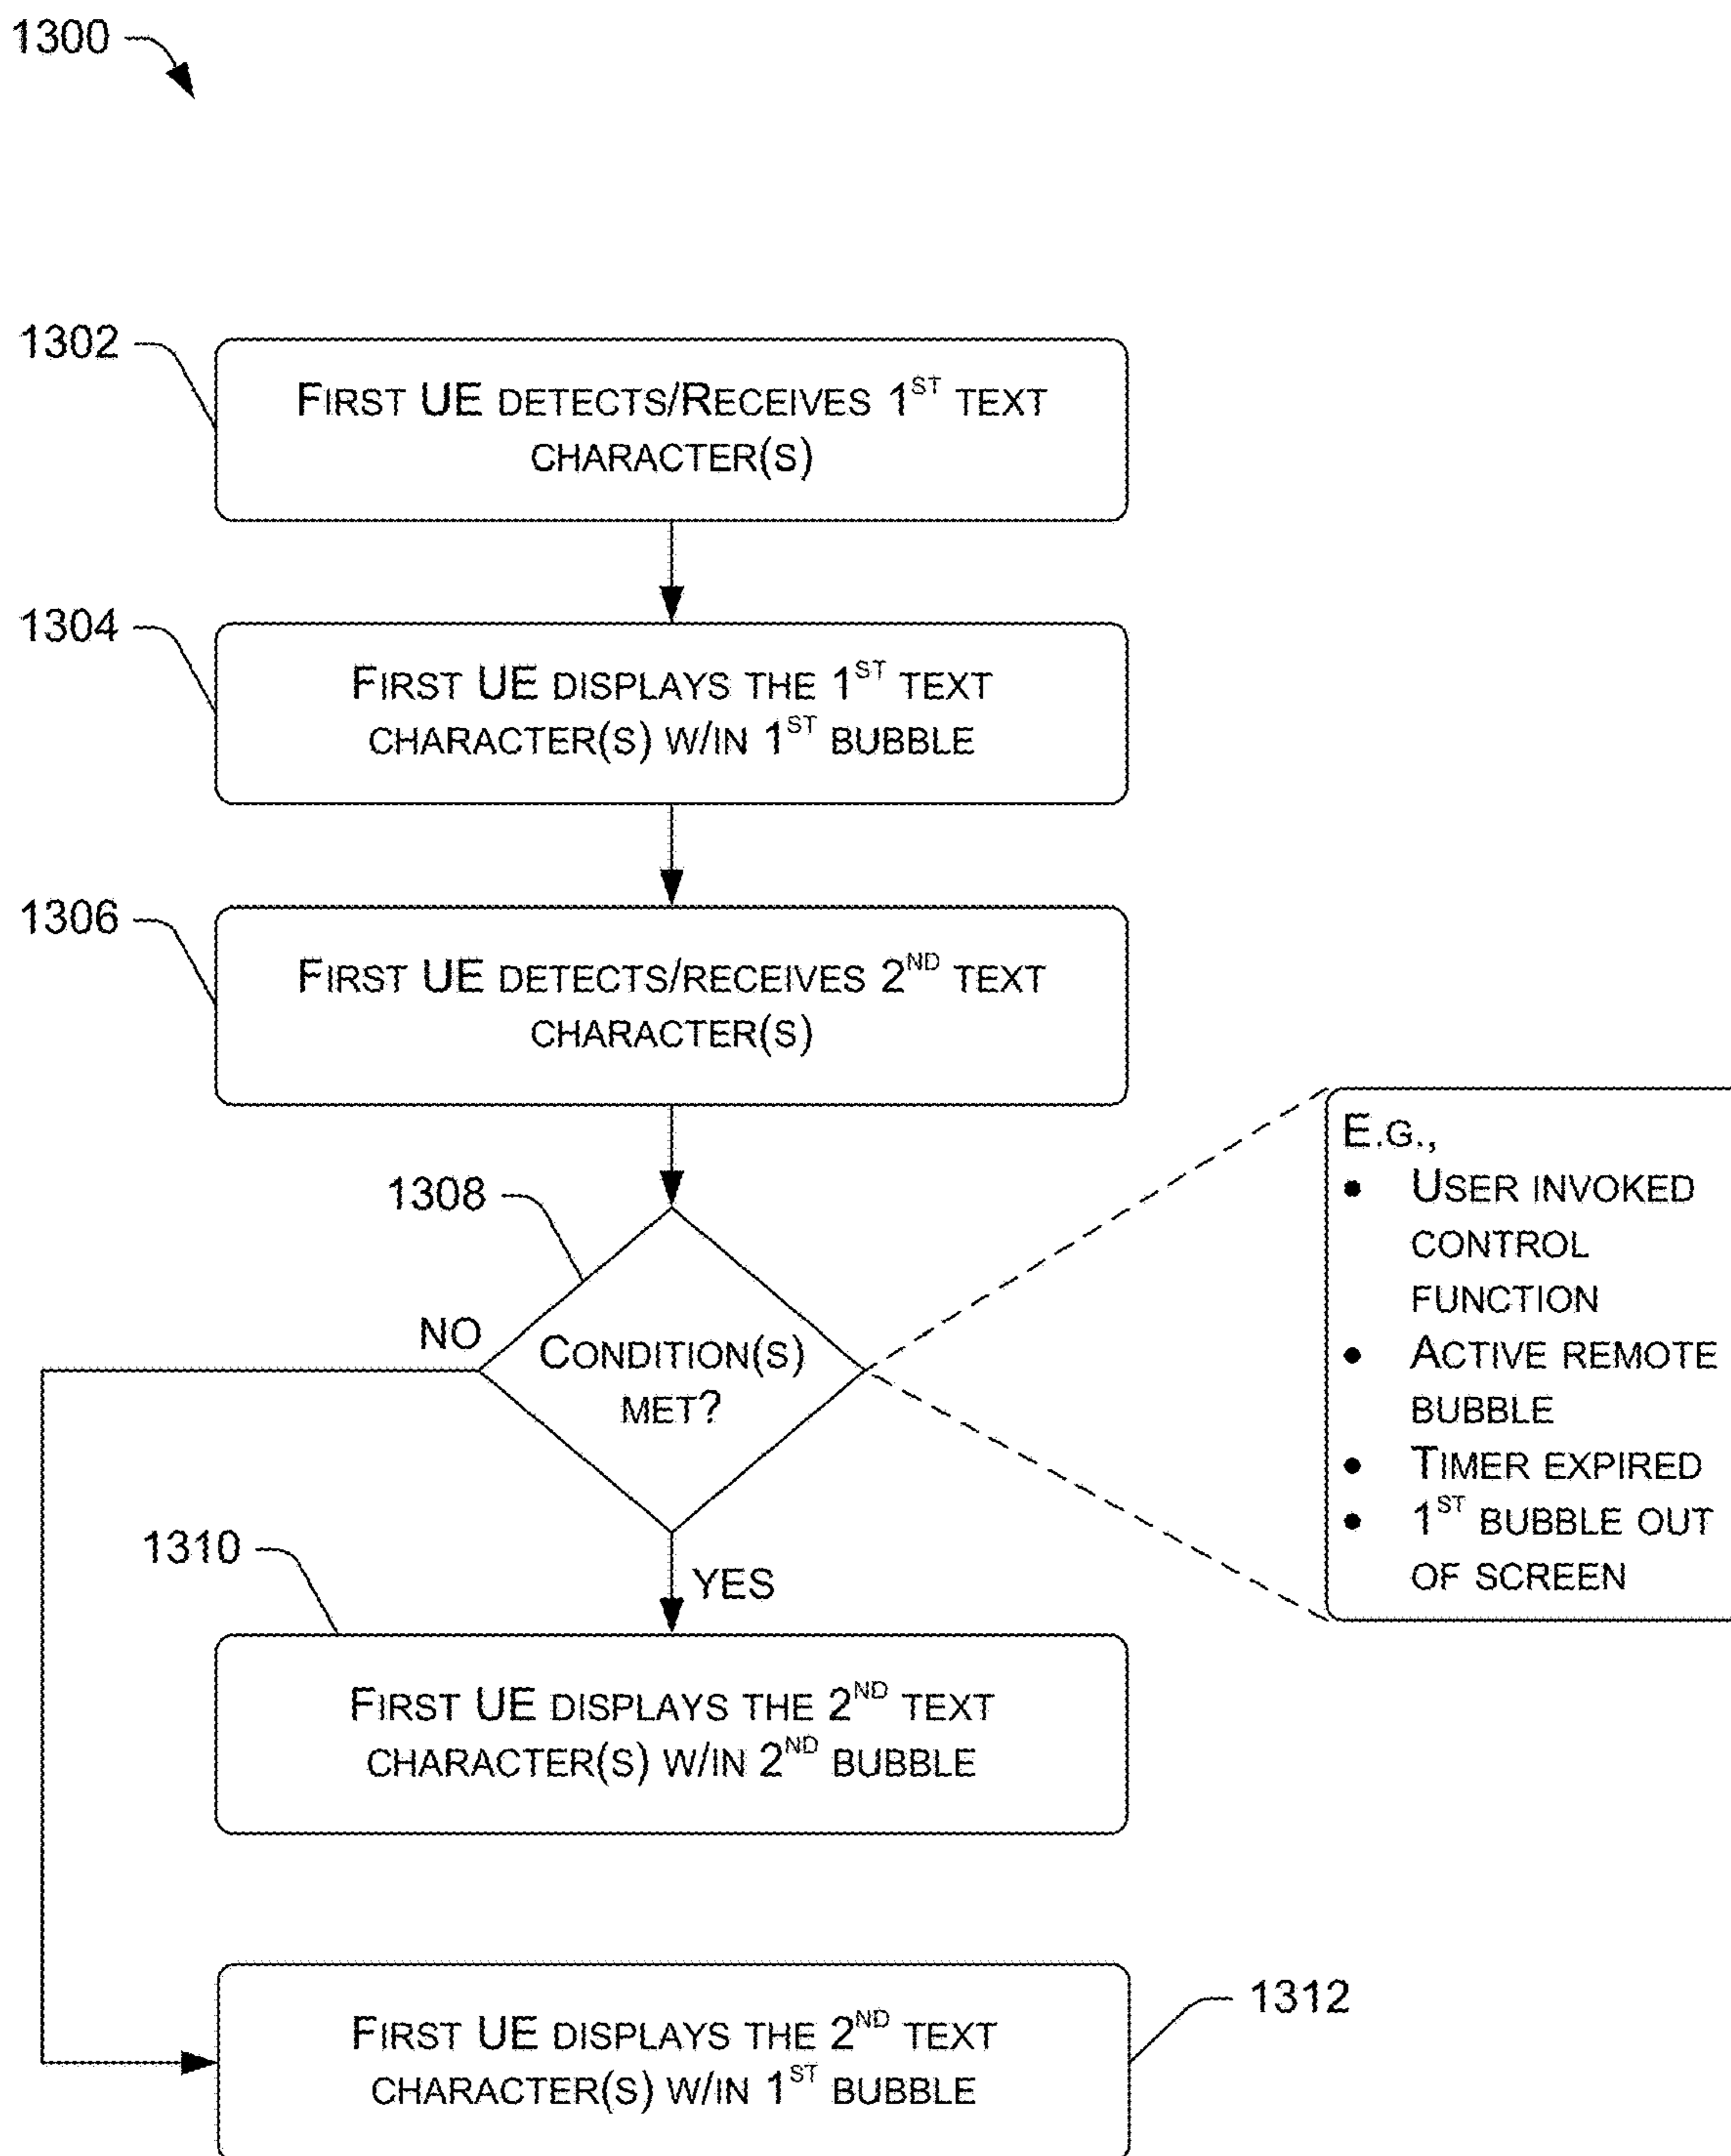 1300
1302
FIRST UE DETECTS/RECEIVES 1ST TEXT
CHARACTER(S)
1304
FIRST UE DISPLAYS THE 1ST TEXT
CHARACTER(S) W/IN 1ST BUBBLE
1306
FIRST UE DETECTS/RECEIVES 2ND TEXT
CHARACTER(S)
1308
NO
CONDITION(S)
MET?
E.G.,
• USER INVOKED
CONTROL
FUNCTION
• ACTIVE REMOTE
BUBBLE
• TIMER EXPIRED
• 1ST BUBBLE OUT
OF SCREEN
1310
YES
FIRST UE DISPLAYS THE 2ND TEXT
CHARACTER(S) W/IN 2ND BUBBLE
1312
FIRST UE DISPLAYS THE 2ND TEXT
CHARACTER(S) W/IN 1ST BUBBLE